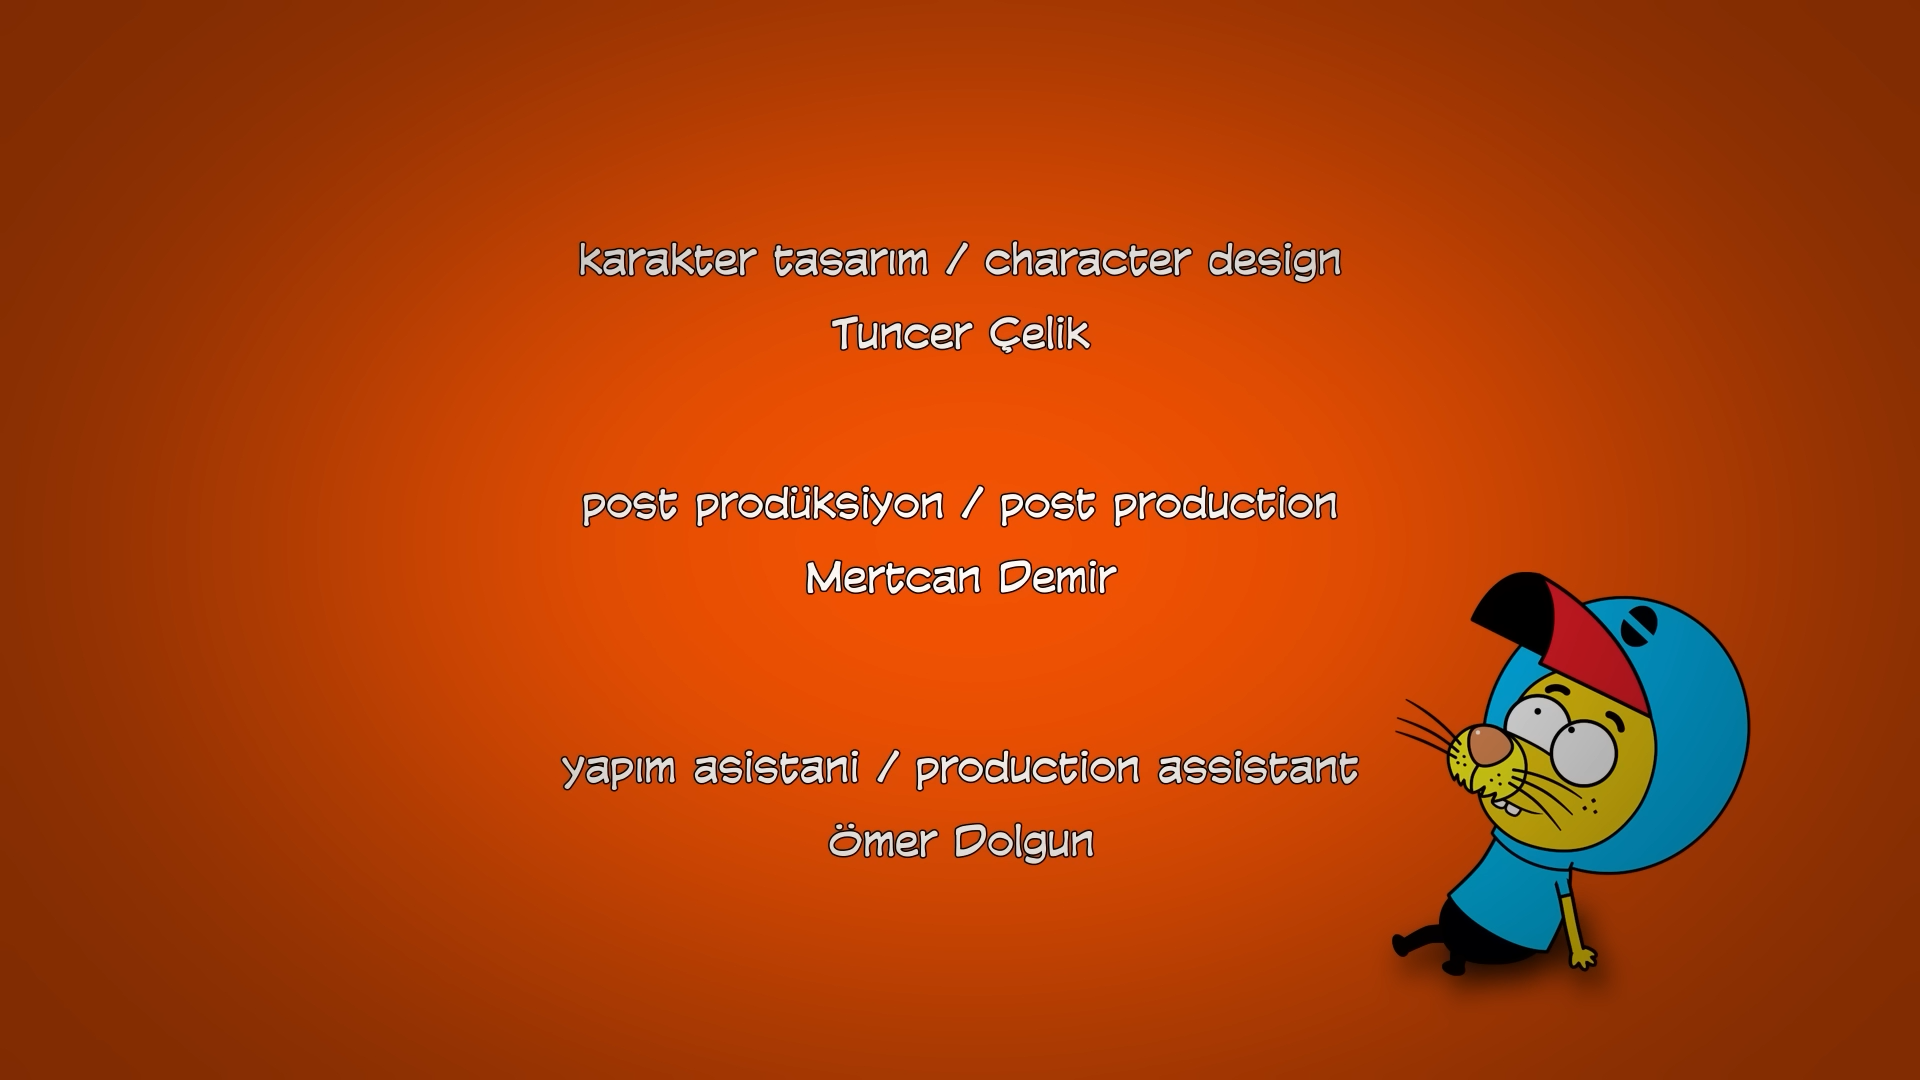 karakter tasarım / character design
Tuncer Çelik
post prodüksiyon / post production
Mertcan Demir
yapım asistani / production assistant
Ömer Dolgun